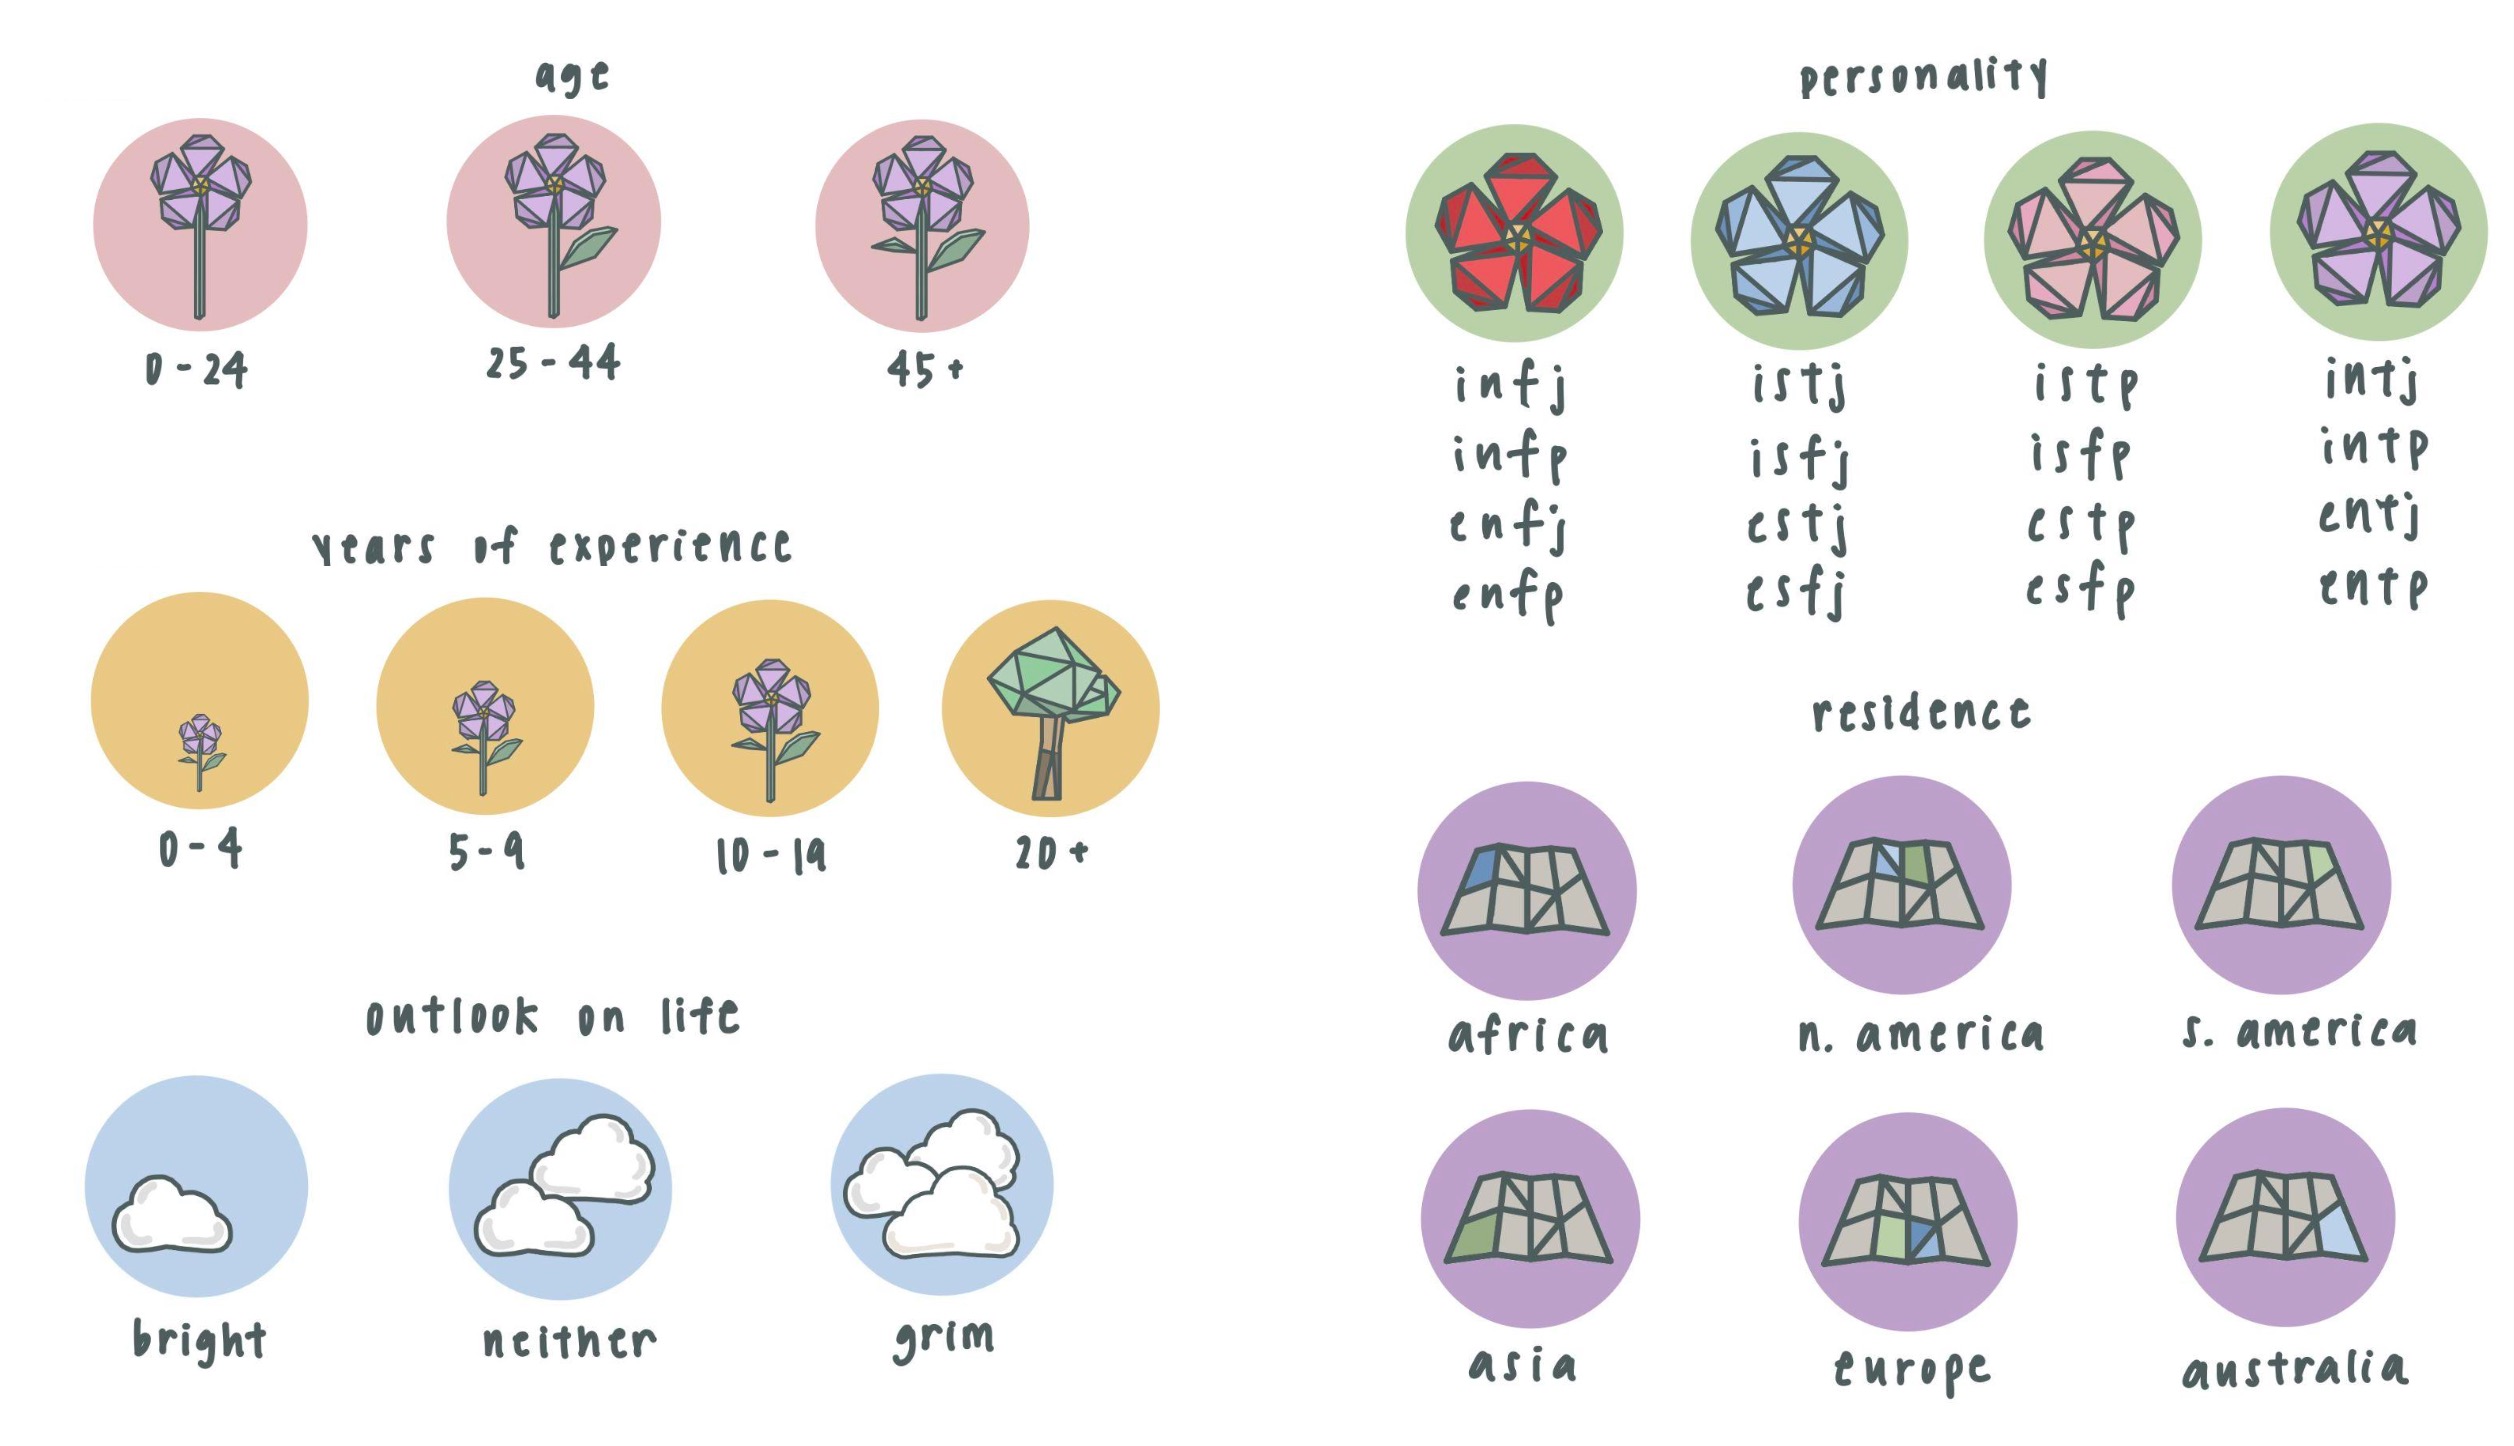 age
0-24
25-44
45+
years of experience
0-4
5-9
10-19
20+
outlook on life
bright
neither
grim
personality
infj
infp
enfj
enfp
istj
isfj
estj
esfj
istp
isfp
estp
esfp
intj
intp
entj
entp
residence
africa
n. america
s. america
asia
europe
australia